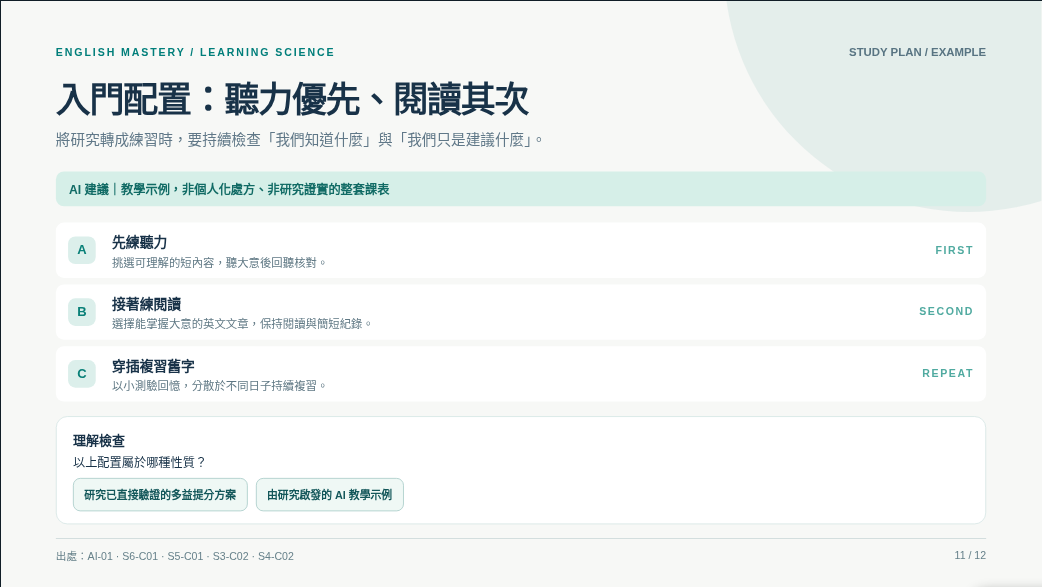 ENGLISH MASTERY / LEARNING SCIENCE
STUDY PLAN / EXAMPLE
入門配置：聽力優先、閱讀其次
將研究轉成練習時，要持續檢查「我們知道什麼」與「我們只是建議什麼」。
AI 建議｜教學示例，非個人化處方、非研究證實的整套課表
A
先練聽力
挑選可理解的短內容，聽大意後回聽核對。
FIRST
B
接著練閱讀
選擇能掌握大意的英文文章，保持閱讀與簡短紀錄。
SECOND
C
穿插複習舊字
以小測驗回憶，分散於不同日子持續複習。
REPEAT
理解檢查
以上配置屬於哪種性質？
研究已直接驗證的多益提分方案
由研究啟發的 AI 教學示例
出處：AI-01 · S6-C01 · S5-C01 · S3-C02 · S4-C02
11 / 12